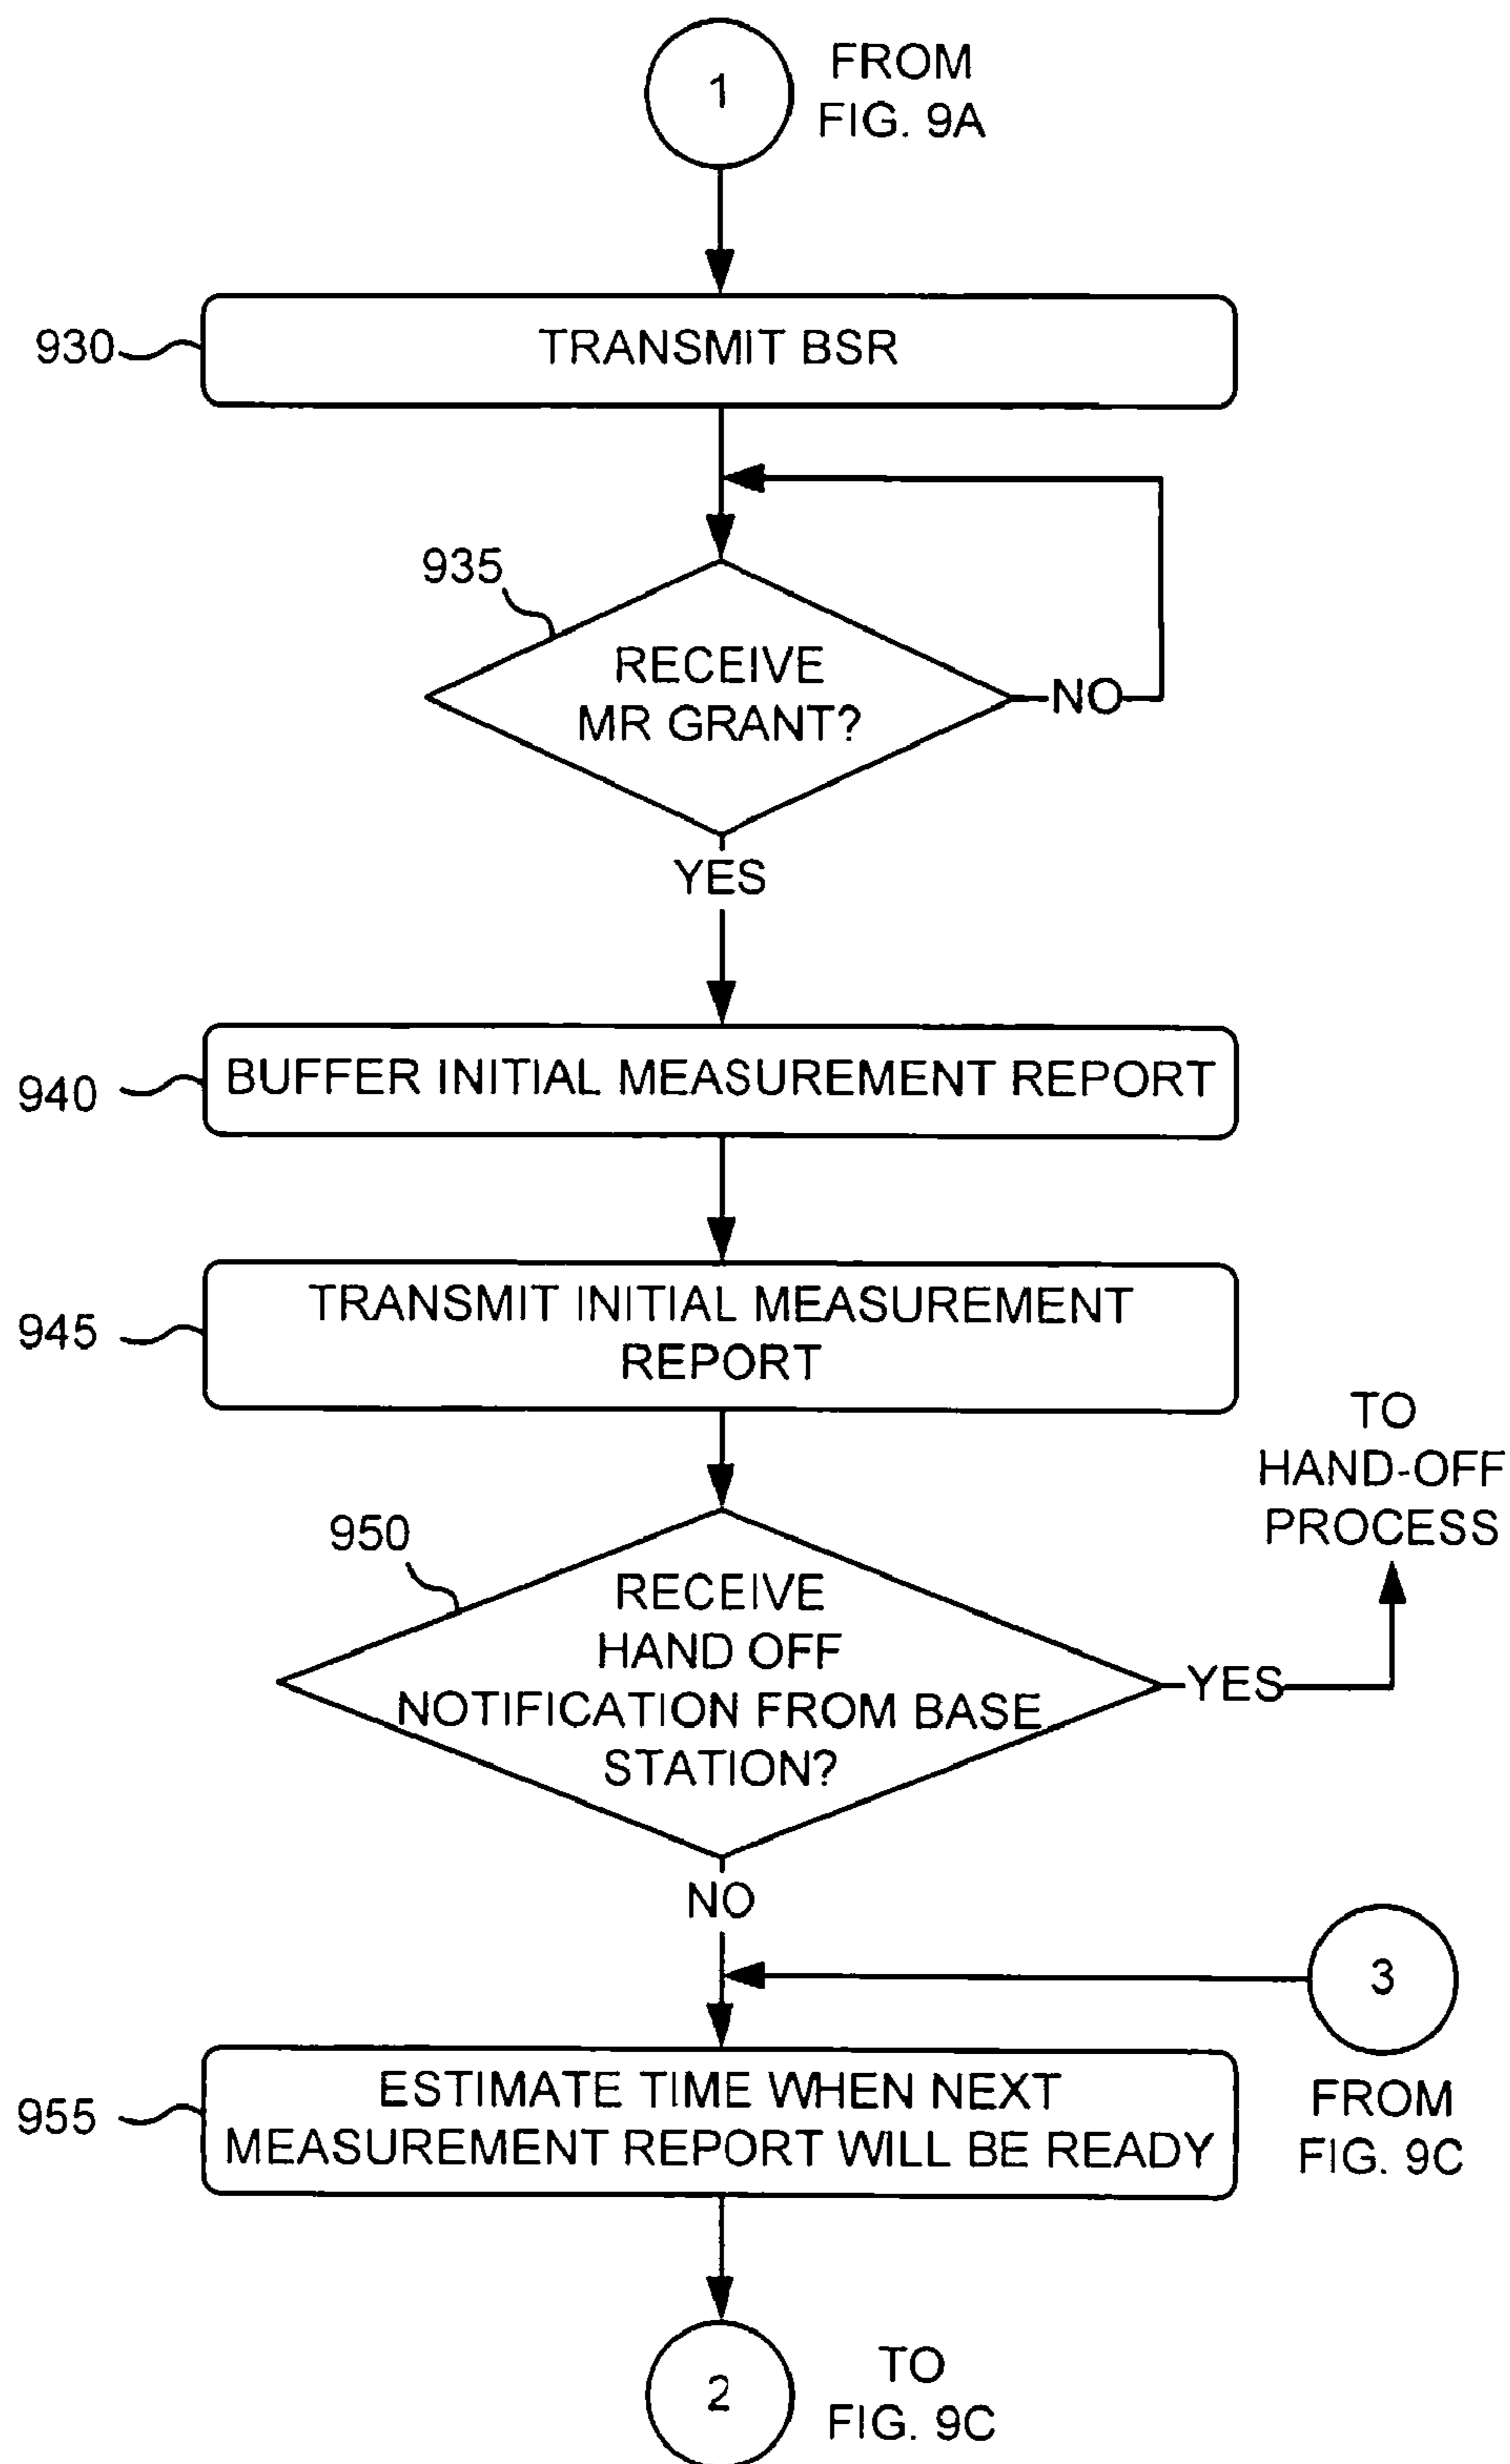 1
FROM
FIG. 9A
930
TRANSMIT BSR
935
RECEIVE
MR GRANT?
NO
YES
940
BUFFER INITIAL MEASUREMENT REPORT
945
TRANSMIT INITIAL MEASUREMENT
REPORT
TO
HAND-OFF
PROCESS
950
RECEIVE
HAND OFF
NOTIFICATION FROM BASE
STATION?
YES
NO
3
FROM
FIG. 9C
955
ESTIMATE TIME WHEN NEXT
MEASUREMENT REPORT WILL BE READY
2
TO
FIG. 9C